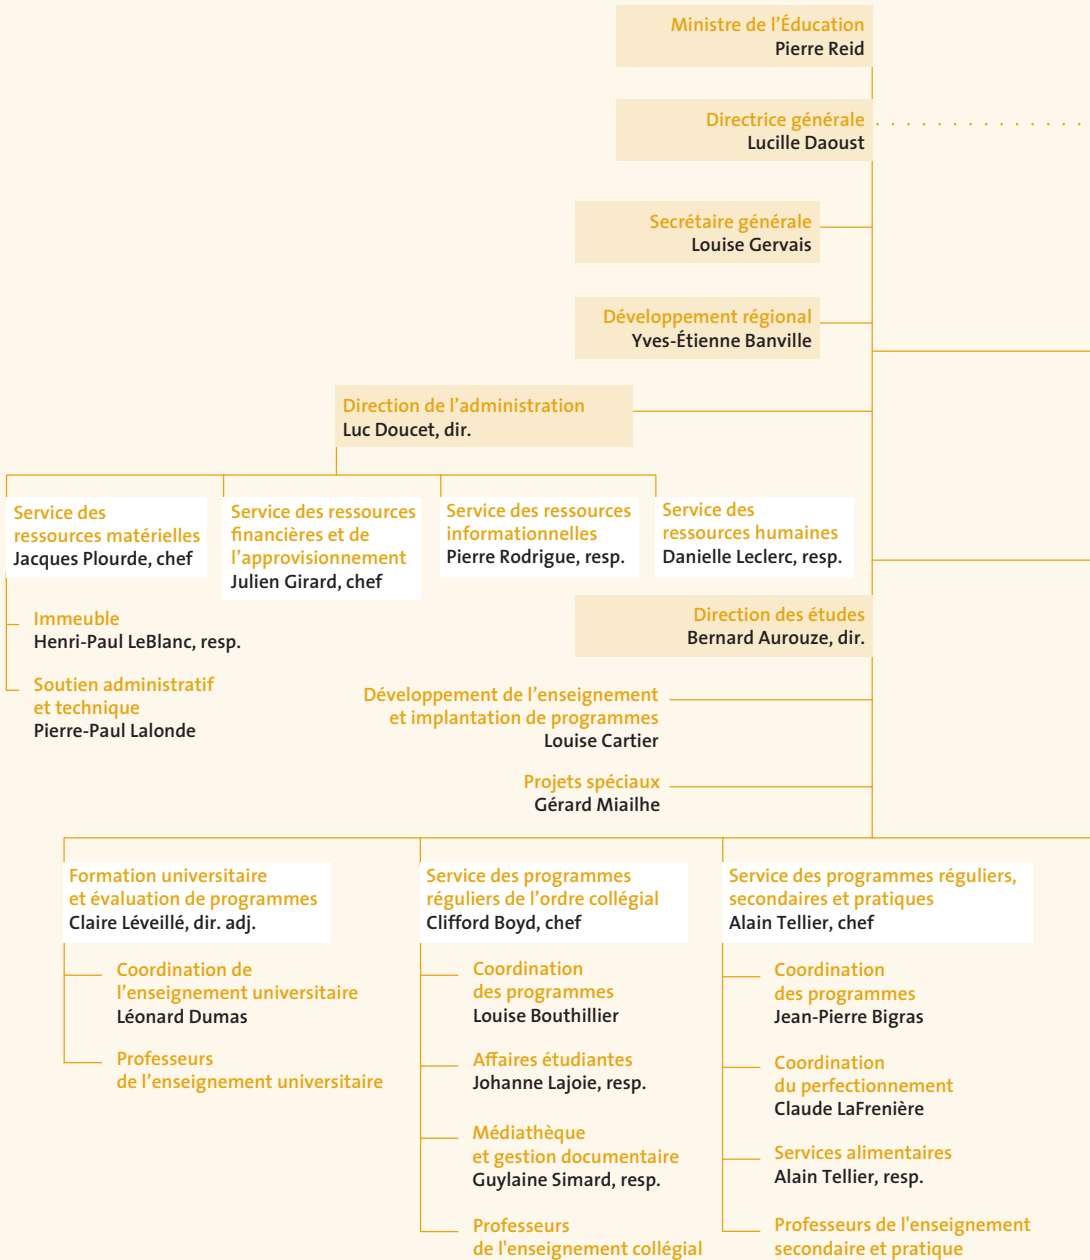 Ministre de l’Éducation
Pierre Reid
Directrice générale
Lucille Daoust
Secrétaire générale
Louise Gervais
Développement régional
Yves-Étienne Banville
Direction de l’administration
Luc Doucet, dir.
Service des
ressources matérielles
Jacques Plourde, chef
Service des ressources
financières et de
l’approvisionnement
Julien Girard, chef
Service des ressources
informationnelles
Pierre Rodrigue, resp.
Service des
ressources humaines
Danielle Leclerc, resp.
Immeuble
Henri-Paul LeBlanc, resp.
Soutien administratif
et technique
Pierre-Paul Lalonde
Direction des études
Bernard Aurouze, dir.
Développement de l’enseignement
et implantation de programmes
Louise Cartier
Projets spéciaux
Gérard Miailhe
Formation universitaire
et évaluation de programmes
Claire Léveillé, dir. adj.
Coordination de
l’enseignement universitaire
Léonard Dumas
Professeurs
de l’enseignement universitaire
Service des programmes
réguliers de l’ordre collégial
Clifford Boyd, chef
Coordination
des programmes
Louise Bouthillier
Affaires étudiantes
Johanne Lajoie, resp.
Médiathèque
et gestion documentaire
Guylaine Simard, resp.
Professeurs
de l'enseignement collégial
Service des programmes réguliers,
secondaires et pratiques
Alain Tellier, chef
Coordination
des programmes
Jean-Pierre Bigras
Coordination
du perfectionnement
Claude LaFrenière
Services alimentaires
Alain Tellier, resp.
Professeurs de l'enseignement
secondaire et pratique